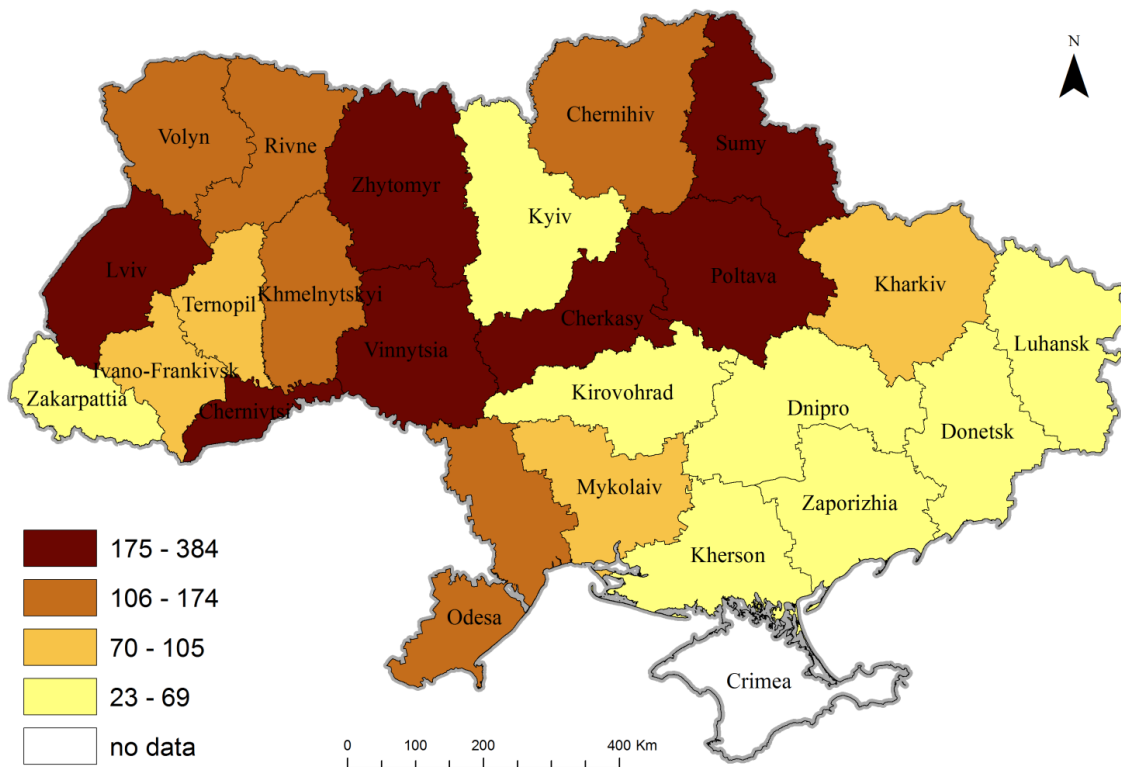 N
Chernihiv
Volyn
Rivne
Sumy
Zhytomyr
Kyiv
Lviv
Poltava
Kharkiv
Ternopil
Khmelnytskyi
Cherkasy
Luhansk
Vinnytsia
Ivano-Frankivsk
Zakarpattia
Kirovohrad
Chernivtsi
Dnipro
Donetsk
Mykolaiv
Zaporizhia
Kherson
Odesa
Crimea
175 - 384
106 - 174
70 - 105
23 - 69
no data
0 100 200 400 Km